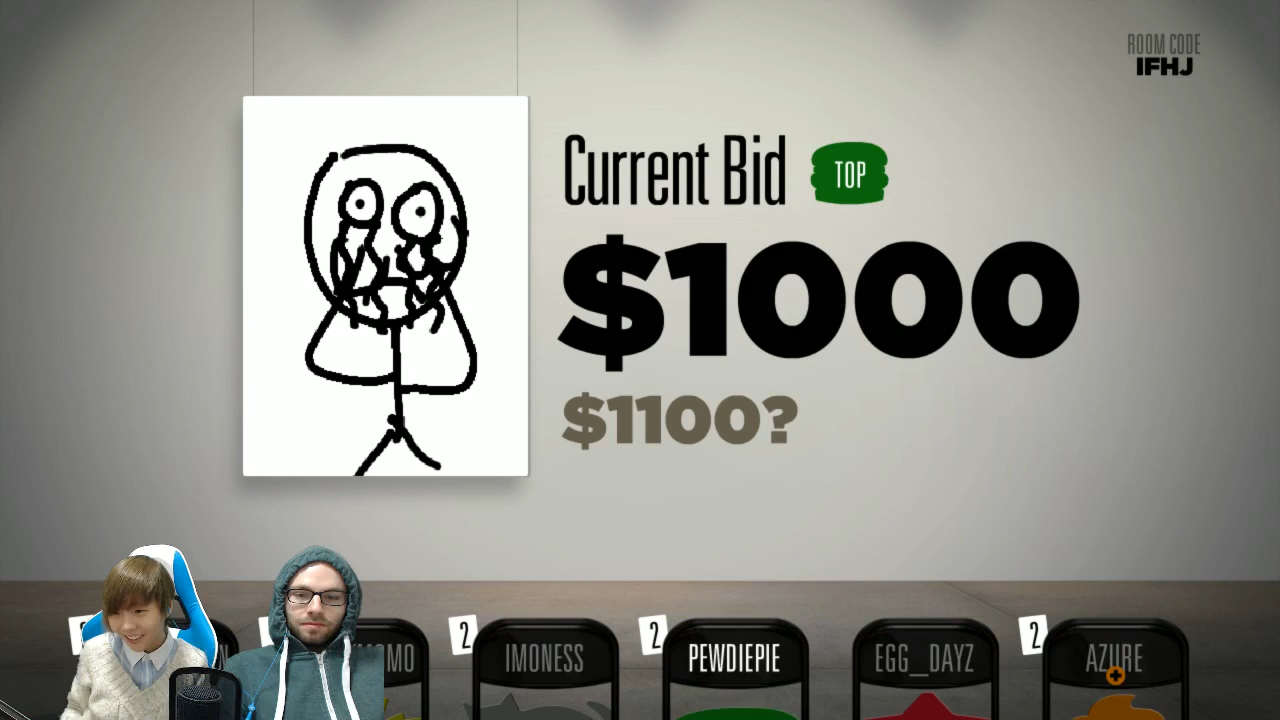 ROOM CODE
IFHJ
Current Bid TOP
$1000
$1100?
2 IMONESS 2 PEWDIEPIE EGG_DAYZ 2 AZURE